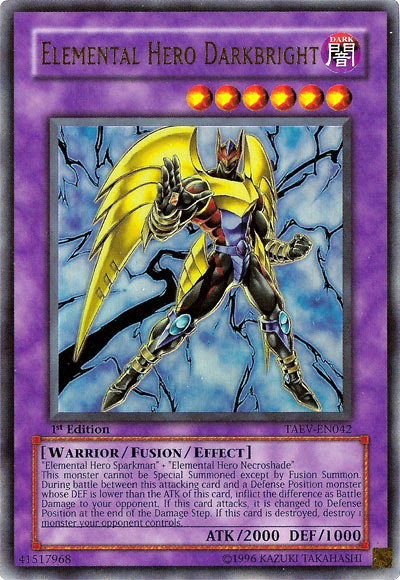 ELEMENTAL HERO DARKBRIGHT
DARK
闇
1st Edition
TAEV-EN042
[WARRIOR/FUSION/EFFECT]
"Elemental Hero Sparkman" + "Elemental Hero Necroshade"
This monster cannot be Special Summoned except by Fusion Summon.
During battle between this attacking card and a Defense Position monster
whose DEF is lower than the ATK of this card, inflict the difference as Battle
Damage to your opponent. If this card attacks, it is changed to Defense
Position at the end of the Damage Step. If this card is destroyed, destroy 1
monster your opponent controls.
ATK/2000 DEF/1000
41517968
©1996 KAZUKI TAKAHASHI